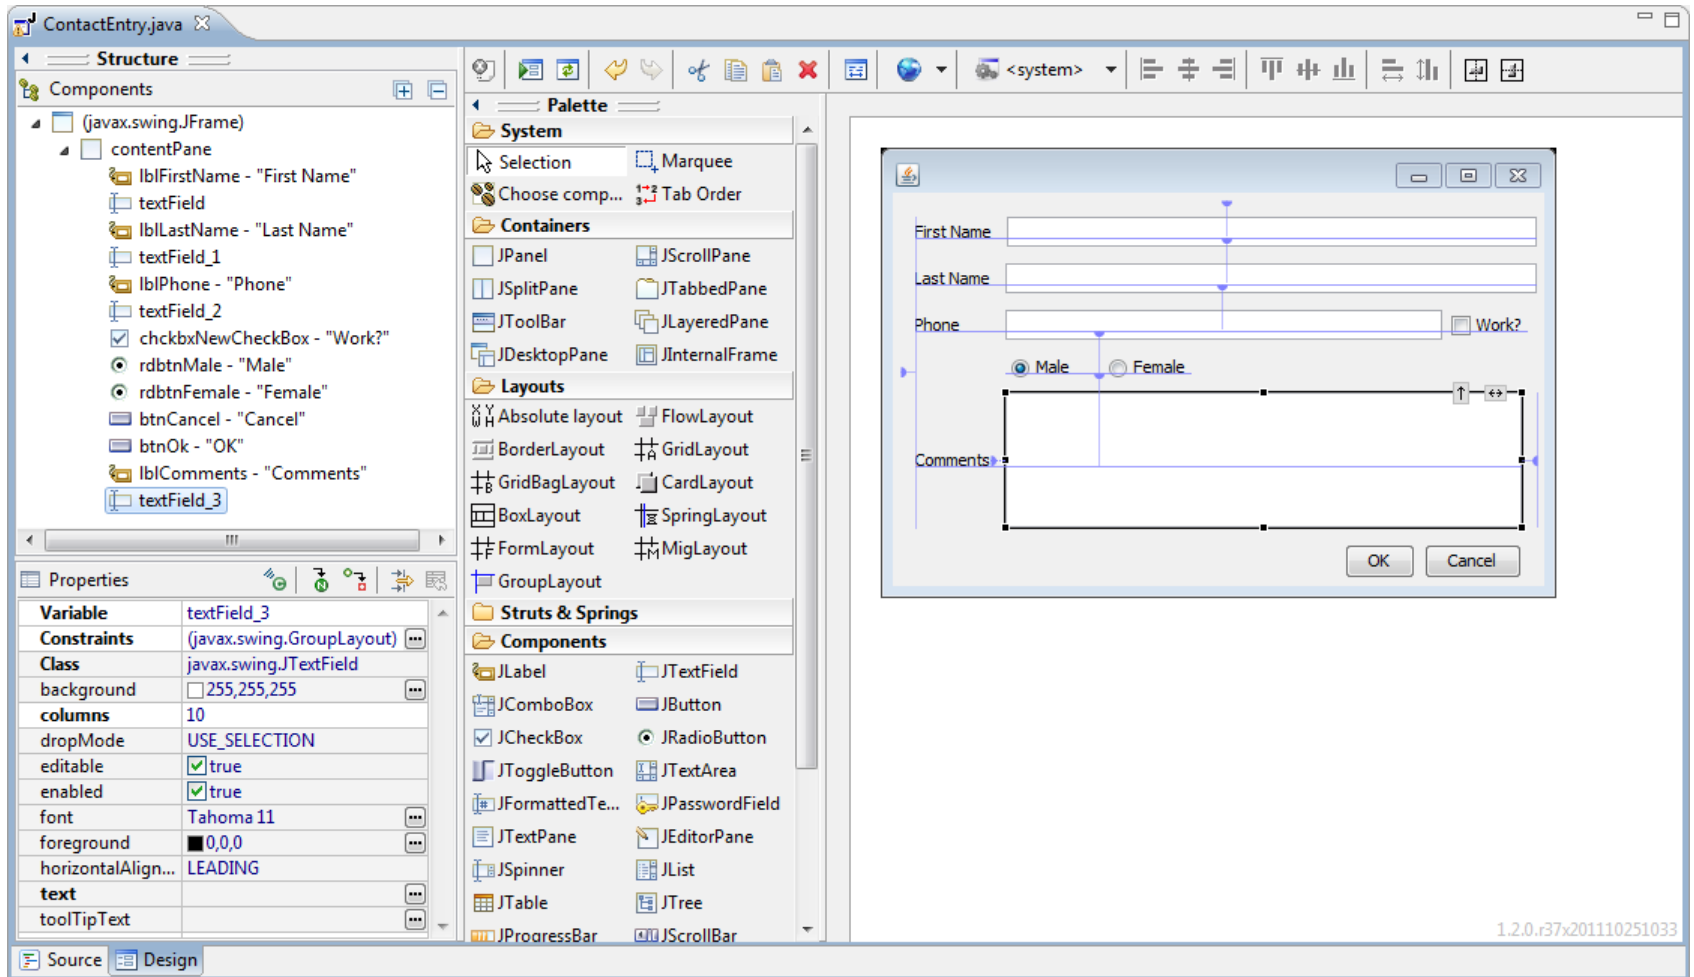 ContactEntry.java
Structure
Components
(javax.swing.JFrame)
contentPane
lblFirstName - "First Name"
textField
lblLastName - "Last Name"
textField_1
lblPhone - "Phone"
textField_2
chckbxNewCheckBox - "Work?"
rdbtnMale - "Male"
rdbtnFemale - "Female"
btnCancel - "Cancel"
btnOk - "OK"
lblComments - "Comments"
textField_3
Properties
Variable textField_3
Constraints (javax.swing.GroupLayout)
Class javax.swing.JTextField
background 255,255,255
columns 10
dropMode USE_SELECTION
editable true
enabled true
font Tahoma 11
foreground 0,0,0
horizontalAlign... LEADING
text
toolTipText
Source Design
<system>
Palette
System
Selection Marquee
Choose comp... Tab Order
Containers
JPanel JScrollPane
JSplitPane JTabbedPane
JToolBar JLayeredPane
JDesktopPane JInternalFrame
Layouts
Absolute layout FlowLayout
BorderLayout GridLayout
GridBagLayout CardLayout
BoxLayout SpringLayout
FormLayout MigLayout
GroupLayout
Struts & Springs
Components
JLabel JTextField
JComboBox JButton
JCheckBox JRadioButton
JToggleButton JTextArea
JFormattedTe... JPasswordField
JTextPane JEditorPane
JSpinner JList
JTable JTree
JProgressBar JScrollBar
First Name
Last Name
Phone Work?
Male Female
Comments
OK Cancel
1.2.0.r37x201110251033